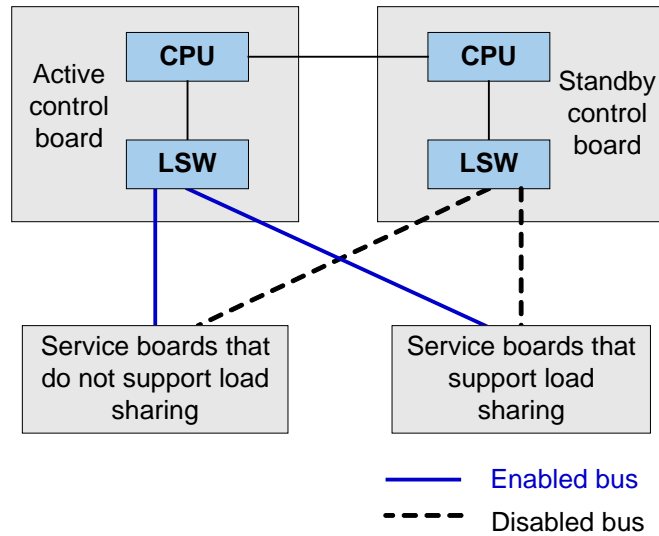 Active
control
board
CPU
LSW
CPU
LSW
Standby
control
board
Service boards that
do not support load
sharing
Service boards that
support load
sharing
Enabled bus
Disabled bus